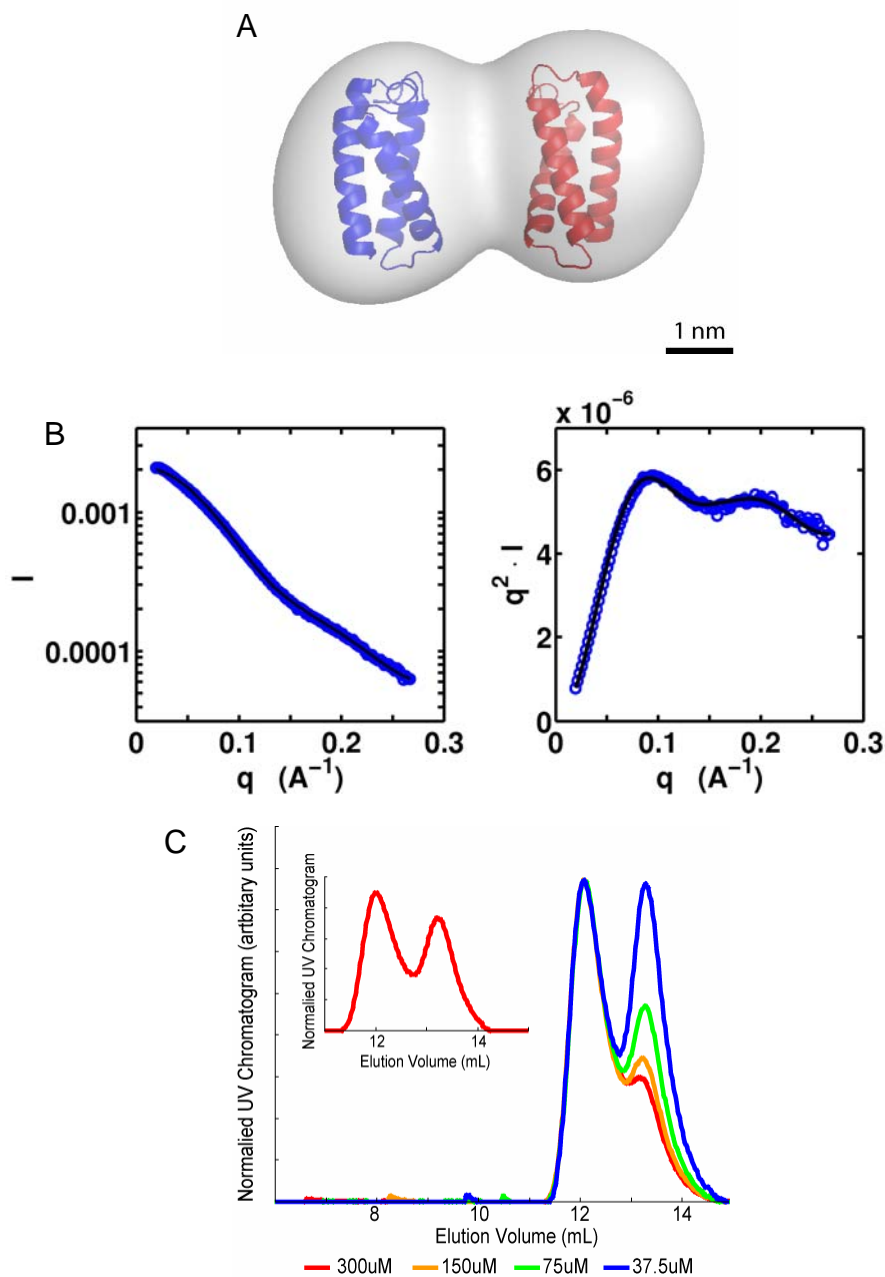 A
1 nm
B
I
0.001
0.0001
0 0.1 0.2 0.3
q (A⁻¹)
x 10⁻⁶
q² · I
6
4
2
0
0 0.1 0.2 0.3
q (A⁻¹)
C
Normalied UV Chromatogram (artbitary units)
Normalied UV Chromatogram
12 14
Elution Volume (mL)
8 10 12 14
Elution Volume (mL)
300uM 150uM 75uM 37.5uM